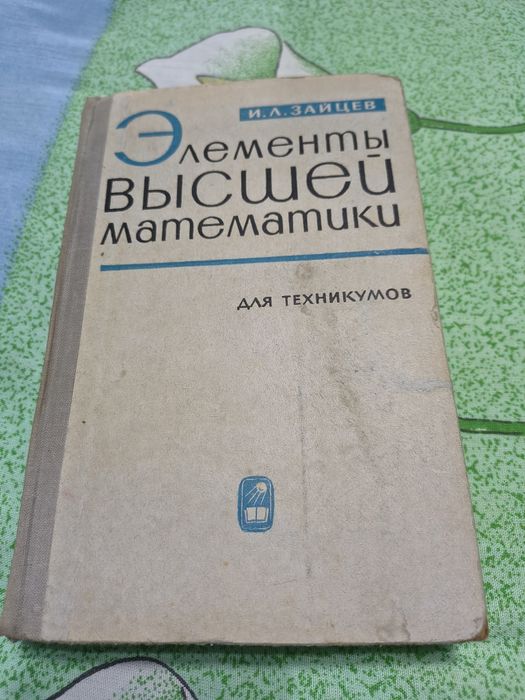 И.Л.ЗАЙЦЕВ
Элементы
ВЫСШЕЙ
математики
ДЛЯ ТЕХНИКУМОВ